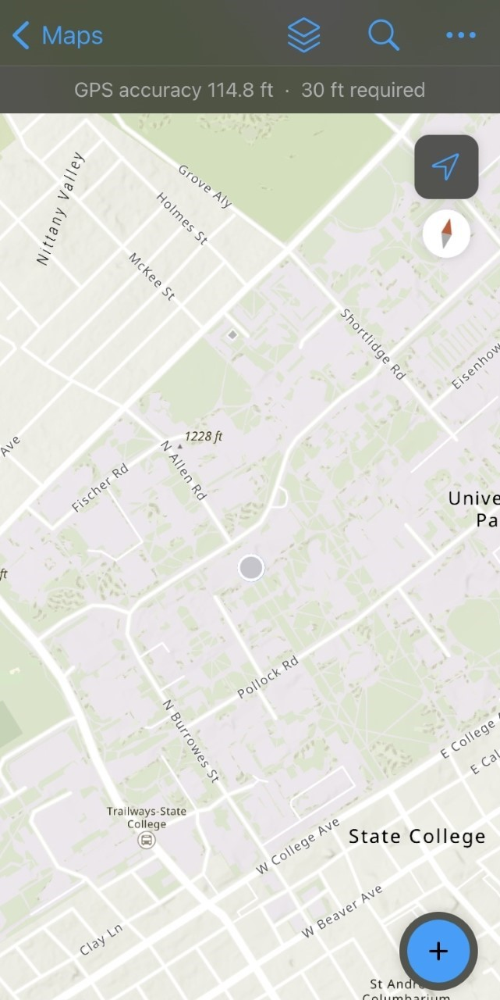 Maps
GPS accuracy 114.8 ft · 30 ft required
Nittany Valley
Grove Aly
Holmes St
McKee St
Shortlidge Rd
Eisenhow
Ave
1228 ft
N Allen Rd
Fischer Rd
Unive
Pa
ft
Pollock Rd
N Burrowes St
E College
E Cal
Trailways-State
College
State College
W College Ave
W Beaver Ave
Clay Ln
St Andre
Columbarium